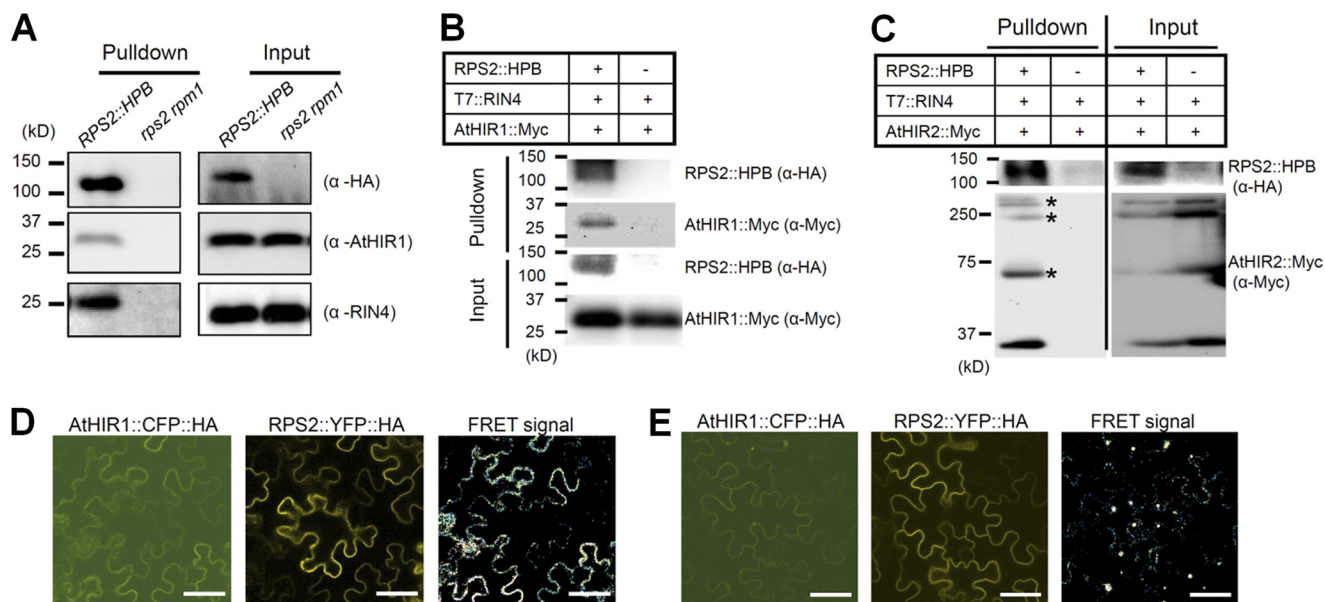 A
Pulldown Input
RPS2::HPB rps2 rpm1 RPS2::HPB rps2 rpm1
(kD)
150
100
(α -HA)
37
25
(α -AtHIR1)
25
(α -RIN4)
B
RPS2::HPB + -
T7::RIN4 + +
AtHIR1::Myc + +
Pulldown
150
100
RPS2::HPB (α-HA)
37
25
AtHIR1::Myc (α-Myc)
Input
150
100
RPS2::HPB (α-HA)
37
25
AtHIR1::Myc (α-Myc)
(kD)
C
Pulldown Input
RPS2::HPB + - + -
T7::RIN4 + + + +
AtHIR2::Myc + + + +
150
100
RPS2::HPB
(α-HA)
*
250 *
75
*
AtHIR2::Myc
(α-Myc)
37
(kD)
D
AtHIR1::CFP::HA RPS2::YFP::HA FRET signal
E
AtHIR1::CFP::HA RPS2::YFP::HA FRET signal